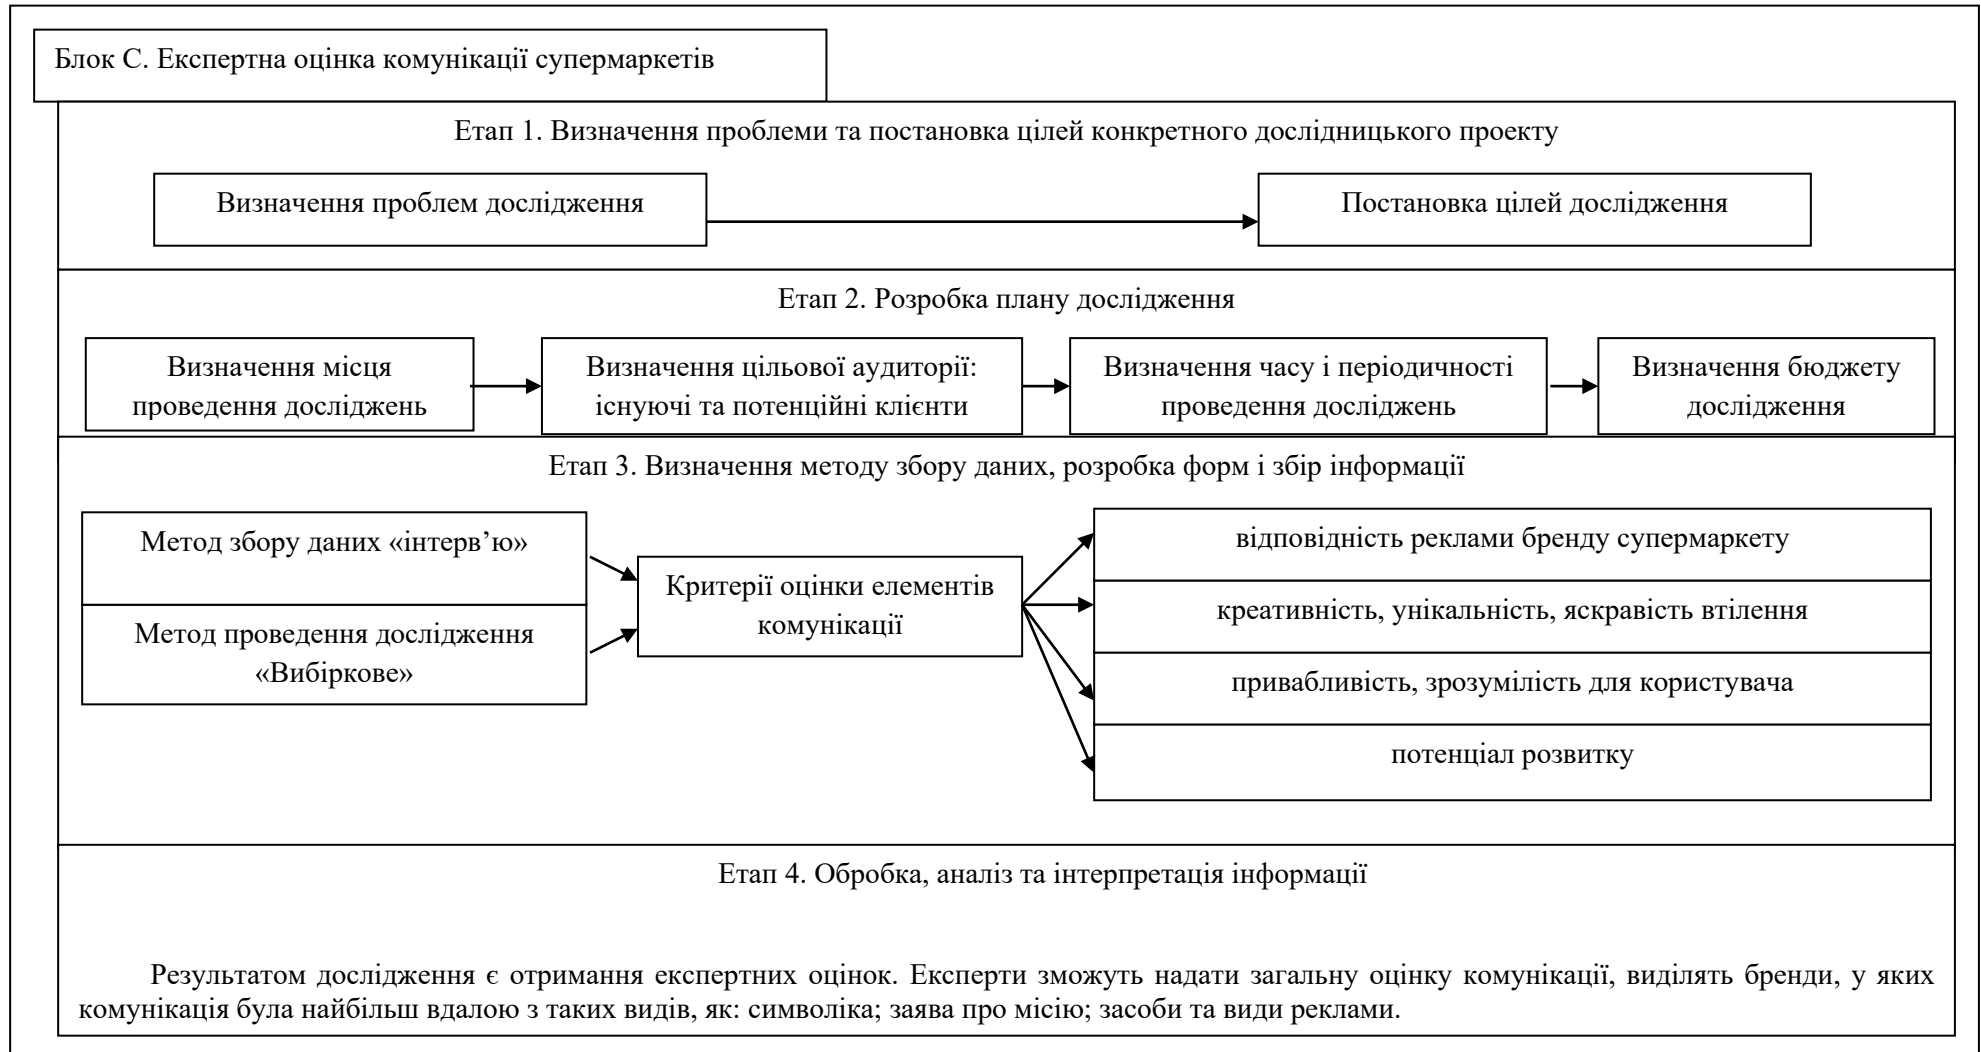 Блок С. Експертна оцінка комунікації супермаркетів
Етап 1. Визначення проблеми та постановка цілей конкретного дослідницького проекту
Визначення проблем дослідження
Постановка цілей дослідження
Етап 2. Розробка плану дослідження
Визначення місця
проведення досліджень
Визначення цільової аудиторії:
існуючі та потенційні клієнти
Визначення часу і періодичності
проведення досліджень
Визначення бюджету
дослідження
Етап 3. Визначення методу збору даних, розробка форм і збір інформації
Метод збору даних «інтерв’ю»
Метод проведення дослідження
«Вибіркове»
Критерії оцінки елементів
комунікації
відповідність реклами бренду супермаркету
креативність, унікальність, яскравість втілення
привабливість, зрозумілість для користувача
потенціал розвитку
Етап 4. Обробка, аналіз та інтерпретація інформації
Результатом дослідження є отримання експертних оцінок. Експерти зможуть надати загальну оцінку комунікації, виділять бренди, у яких
комунікація була найбільш вдалою з таких видів, як: символіка; заява про місію; засоби та види реклами.